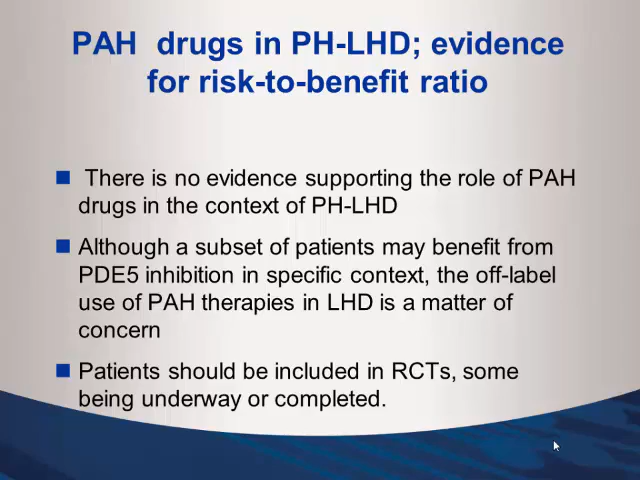 PAH drugs in PH-LHD; evidence
for risk-to-benefit ratio
There is no evidence supporting the role of PAH
drugs in the context of PH-LHD
Although a subset of patients may benefit from
PDE5 inhibition in specific context, the off-label
use of PAH therapies in LHD is a matter of
concern
Patients should be included in RCTs, some
being underway or completed.